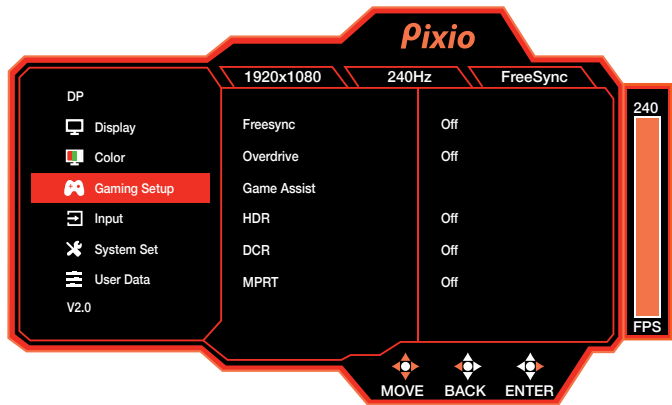 Pixio
1920x1080 240Hz FreeSync
DP
Display
Color
Gaming Setup
Input
System Set
User Data
V2.0
Freesync Off
Overdrive Off
Game Assist
HDR Off
DCR Off
MPRT Off
240
FPS
MOVE BACK ENTER